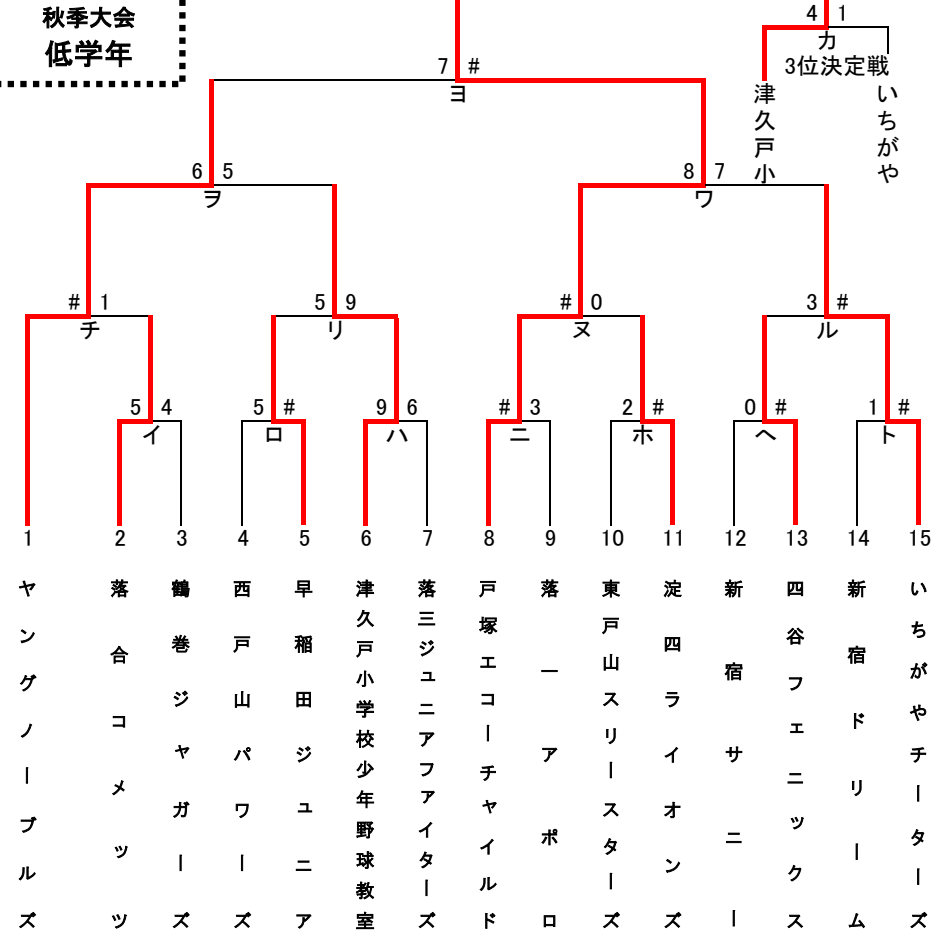 秋季大会
低学年
4 1
カ
3位決定戦
津久戸小
いちがや
7 #
ヨ
6 5
ヲ
8 7
ワ
# 1
チ
5 9
リ
# 0
ヌ
3 #
ル
5 4
イ
5 #
ロ
9 6
ハ
# 3
ニ
2 #
ホ
0 #
ヘ
1 #
ト
1 2 3 4 5 6 7 8 9 10 11 12 13 14 15
ヤングノーブルズ
落合コメッツ
鶴巻ジャガーズ
西戸山パワーズ
早稲田ジュニア
津久戸小学校少年野球教室
落三ジュニアファイターズ
戸塚エコーチャイルド
落一アポロ
東戸山スリースターズ
淀四ライオンズ
新宿サニー
四谷フェニックス
新宿ドリーム
いちがやチーターズ